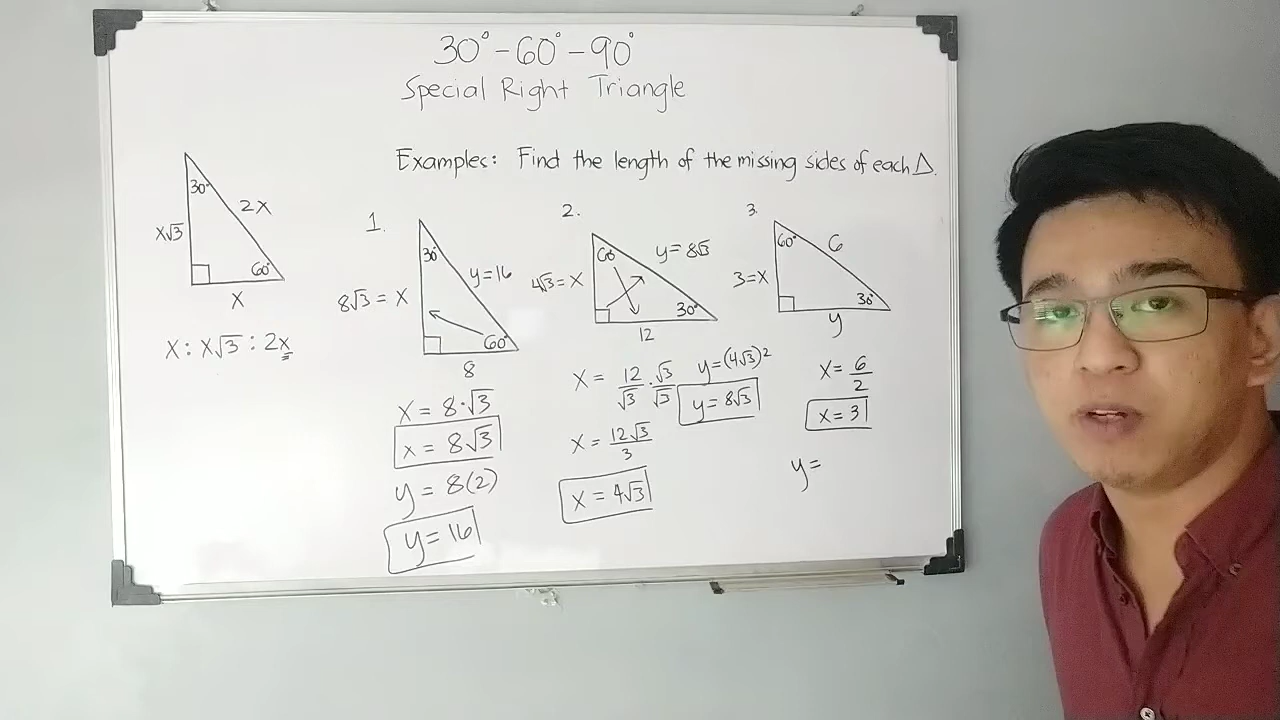 30°-60°-90°
Special Right Triangle
Examples: Find the length of the missing sides of each Δ.
30°
2x
x√3
60°
x
x : x√3 : 2x
1.
30°
y=16
8√3 = x
60°
8
x = 8·√3
x = 8√3
y = 8(2)
y = 16
2.
60°
y = 8√3
4√3 = x
30°
12
x = 12/√3 · √3/√3
y=(4√3)2
y = 8√3
x = 12√3/3
x = 4√3
3.
60°
6
3=x
30°
y
x = 6/2
x = 3
y =